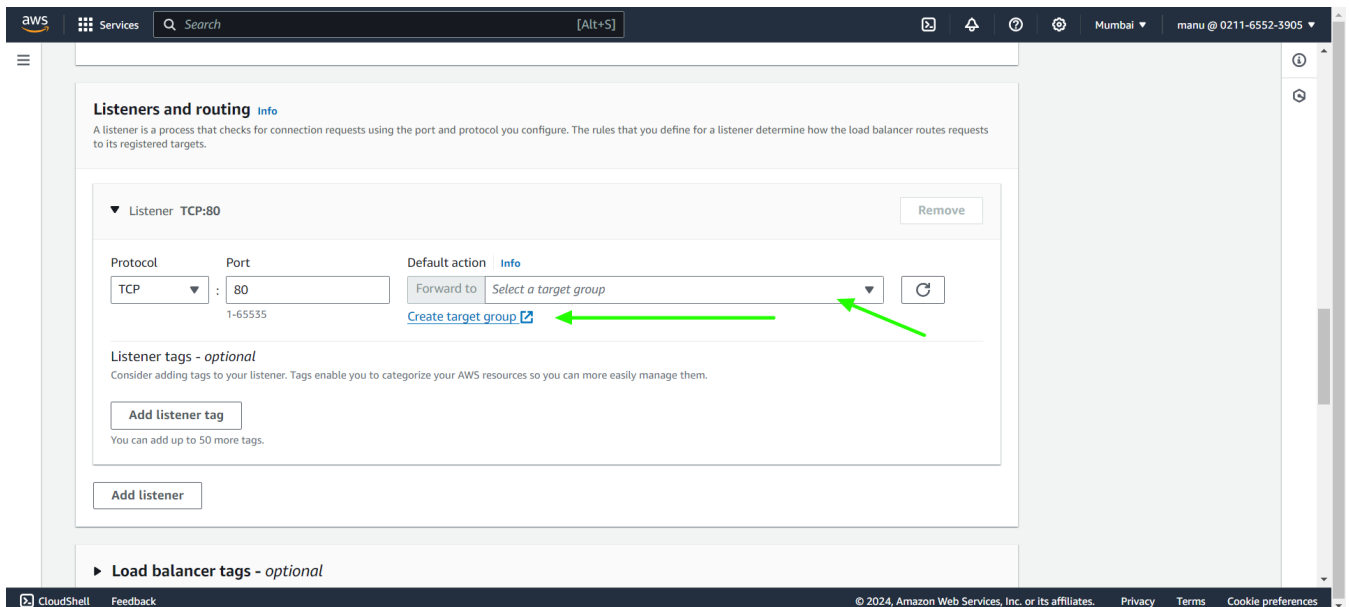 aws
Services
Search
[Alt+S]
Mumbai
manu @ 0211-6552-3905
Listeners and routing Info
A listener is a process that checks for connection requests using the port and protocol you configure. The rules that you define for a listener determine how the load balancer routes requests
to its registered targets.
Listener TCP:80
Remove
Protocol
Port
Default action
Info
TCP
:
80
Forward to
Select a target group
1-65535
Create target group
Listener tags - optional
Consider adding tags to your listener. Tags enable you to categorize your AWS resources so you can more easily manage them.
Add listener tag
You can add up to 50 more tags.
Add listener
Load balancer tags - optional
CloudShell
Feedback
© 2024, Amazon Web Services, Inc. or its affiliates.
Privacy
Terms
Cookie preferences